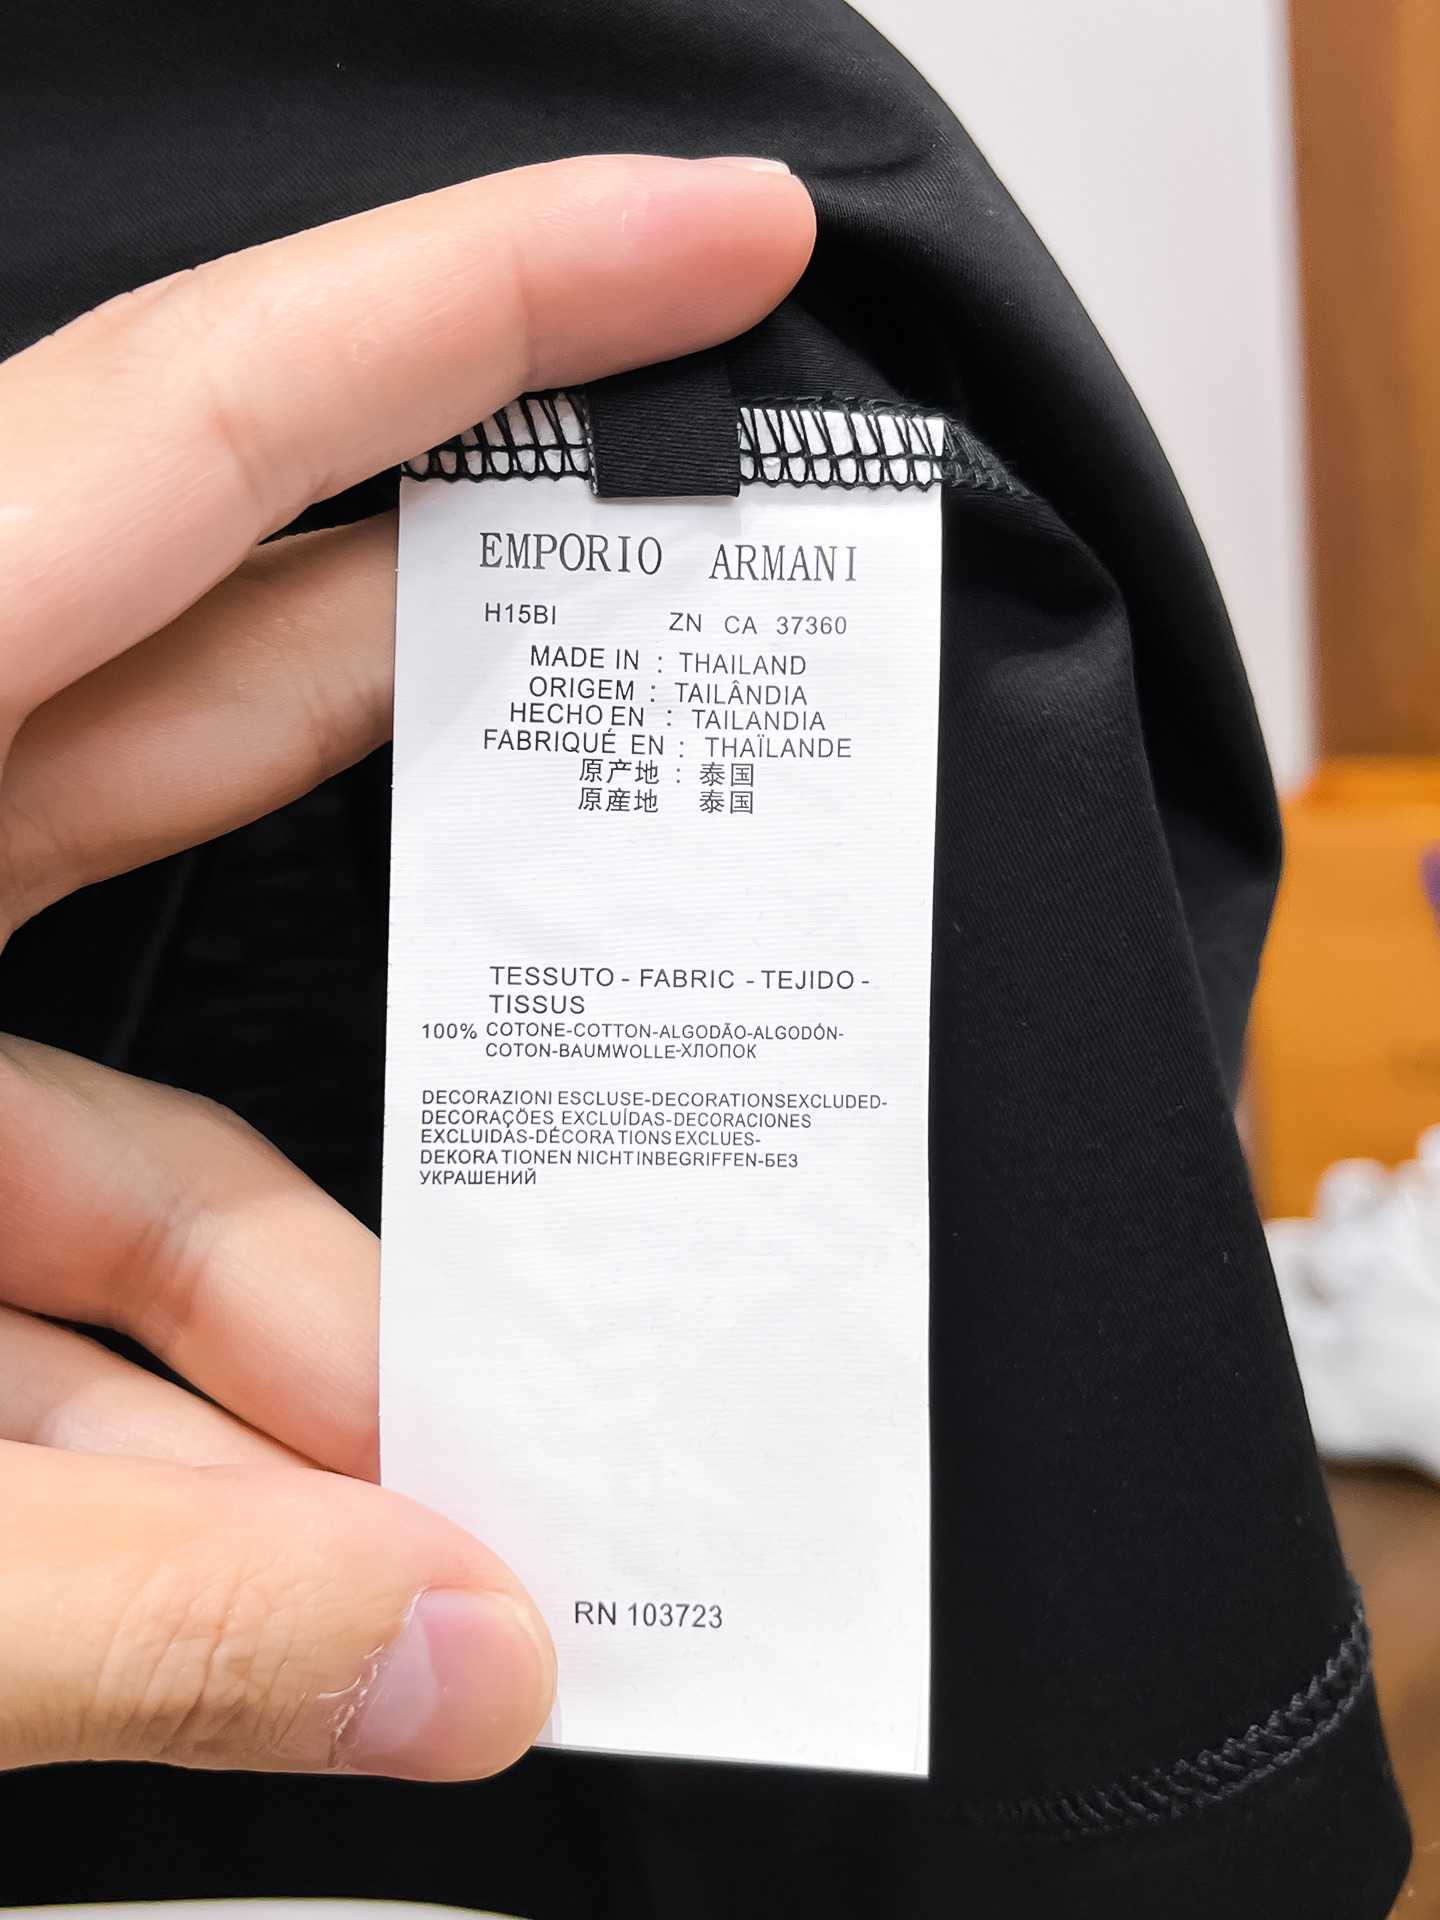 EMPORIO ARMANI
H15BI ZN CA 37360
MADE IN : THAILAND
ORIGEM : TAILÂNDIA
HECHO EN : TAILANDIA
FABRIQUÉ EN : THAÏLANDE
原产地 : 泰国
原産地 泰国
TESSUTO - FABRIC - TEJIDO -
TISSUS
100% COTONE-COTTON-ALGODÃO-ALGODÓN-
COTON-BAUMWOLLE-ХЛОПОК
DECORAZIONI ESCLUSE-DECORATIONSEXCLUDED-
DECORAÇÖES EXCLUÍDAS-DECORACIONES
EXCLUIDAS-DÉCORA TIONS EXCLUES-
DEKORA TIONEN NICHT INBEGRIFFEN-БЕЗ
УКРАШЕНИЙ
RN 103723